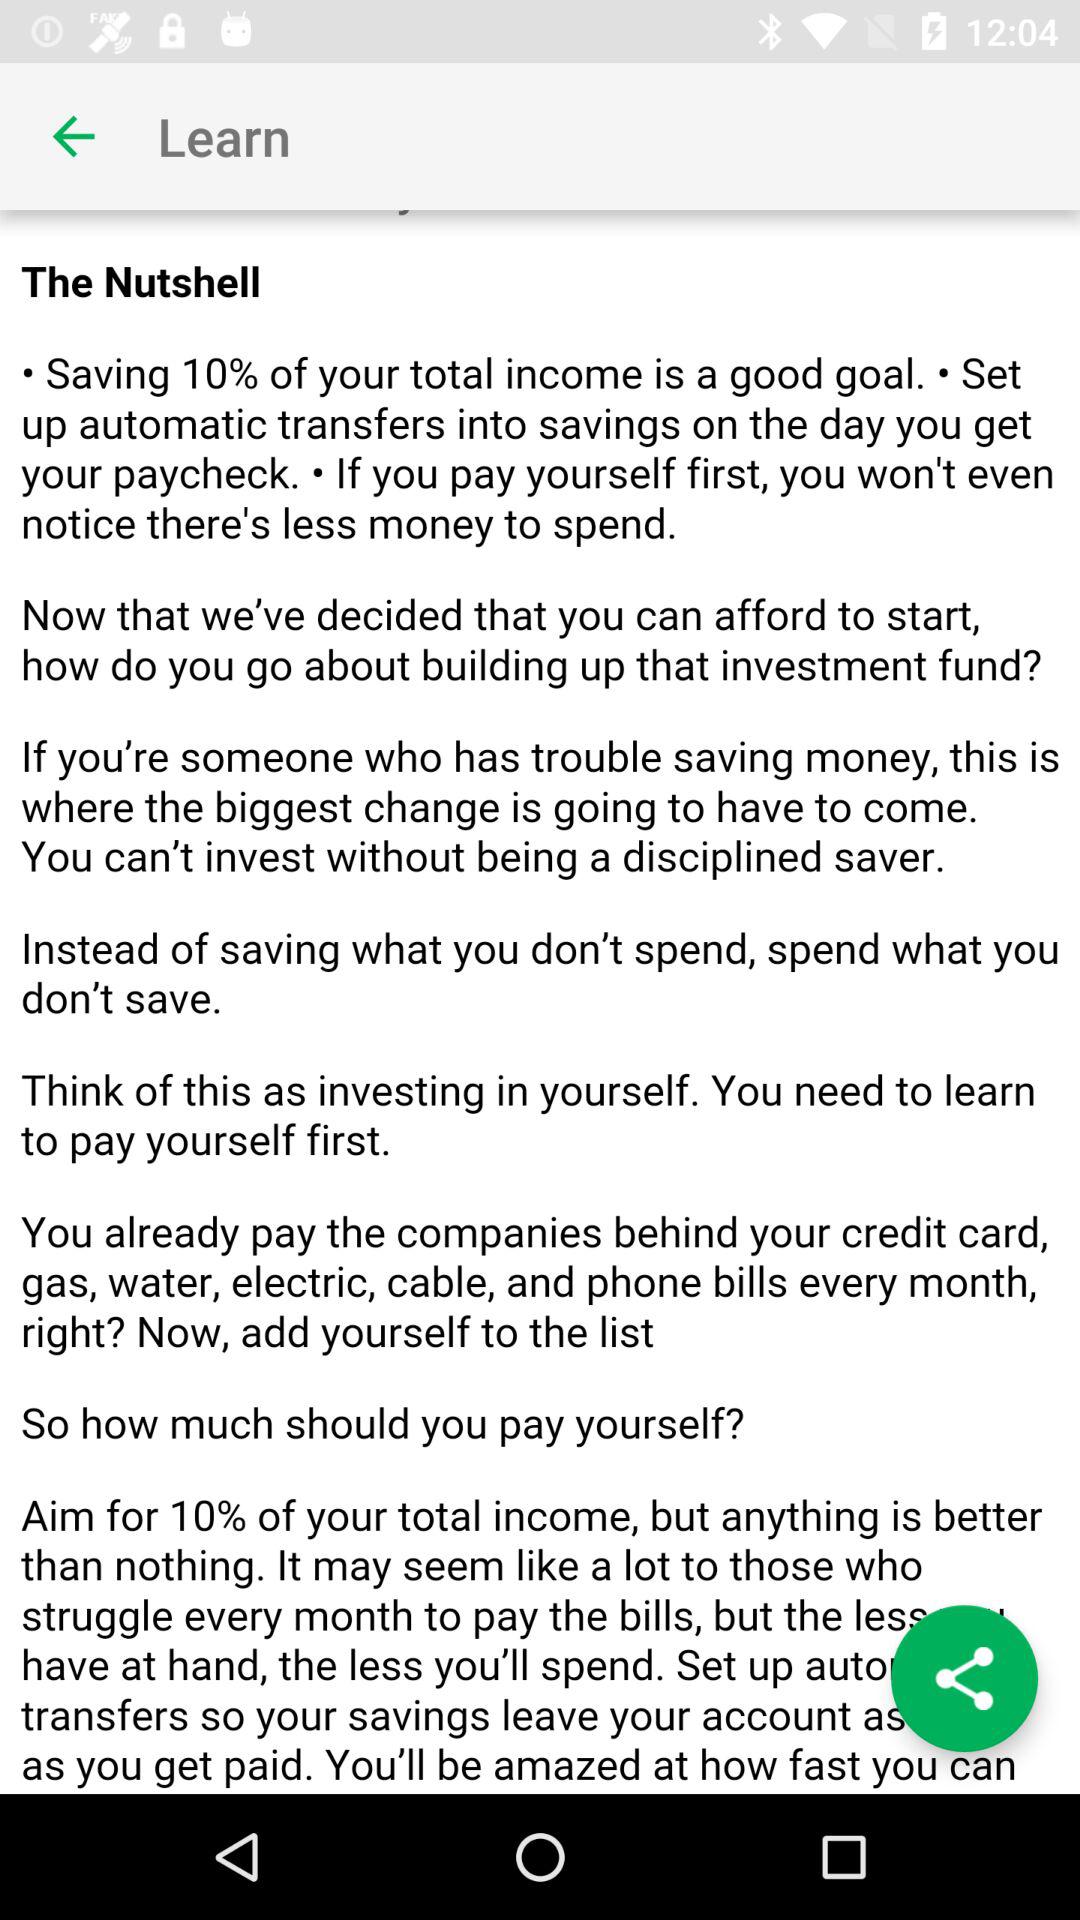 FAKE
12:04
Learn
The Nutshell
• Saving 10% of your total income is a good goal. • Set
up automatic transfers into savings on the day you get
your paycheck. • If you pay yourself first, you won't even
notice there's less money to spend.
Now that we’ve decided that you can afford to start,
how do you go about building up that investment fund?
If you’re someone who has trouble saving money, this is
where the biggest change is going to have to come.
You can’t invest without being a disciplined saver.
Instead of saving what you don’t spend, spend what you
don’t save.
Think of this as investing in yourself. You need to learn
to pay yourself first.
You already pay the companies behind your credit card,
gas, water, electric, cable, and phone bills every month,
right? Now, add yourself to the list
So how much should you pay yourself?
Aim for 10% of your total income, but anything is better
than nothing. It may seem like a lot to those who
struggle every month to pay the bills, but the less
have at hand, the less you’ll spend. Set up
transfers so your savings leave your account as
as you get paid. You’ll be amazed at how fast you can